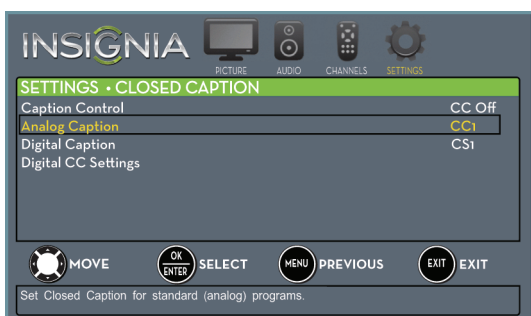 INSIGNIA
PICTURE AUDIO CHANNELS SETTINGS
SETTINGS • CLOSED CAPTION
Caption Control CC Off
Analog Caption CC1
Digital Caption CS1
Digital CC Settings
MOVE OK ENTER SELECT MENU PREVIOUS EXIT EXIT
Set Closed Caption for standard (analog) programs.